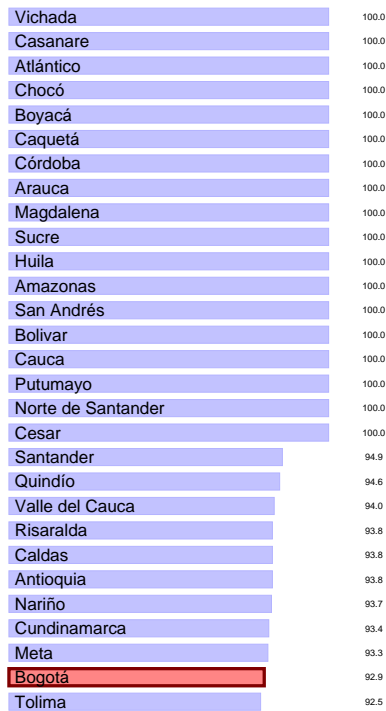 Vichada 100.0
Casanare 100.0
Atlántico 100.0
Chocó 100.0
Boyacá 100.0
Caquetá 100.0
Córdoba 100.0
Arauca 100.0
Magdalena 100.0
Sucre 100.0
Huila 100.0
Amazonas 100.0
San Andrés 100.0
Bolivar 100.0
Cauca 100.0
Putumayo 100.0
Norte de Santander 100.0
Cesar 100.0
Santander 94.9
Quindío 94.6
Valle del Cauca 94.0
Risaralda 93.8
Caldas 93.8
Antioquia 93.8
Nariño 93.7
Cundinamarca 93.4
Meta 93.3
Bogotá 92.9
Tolima 92.5